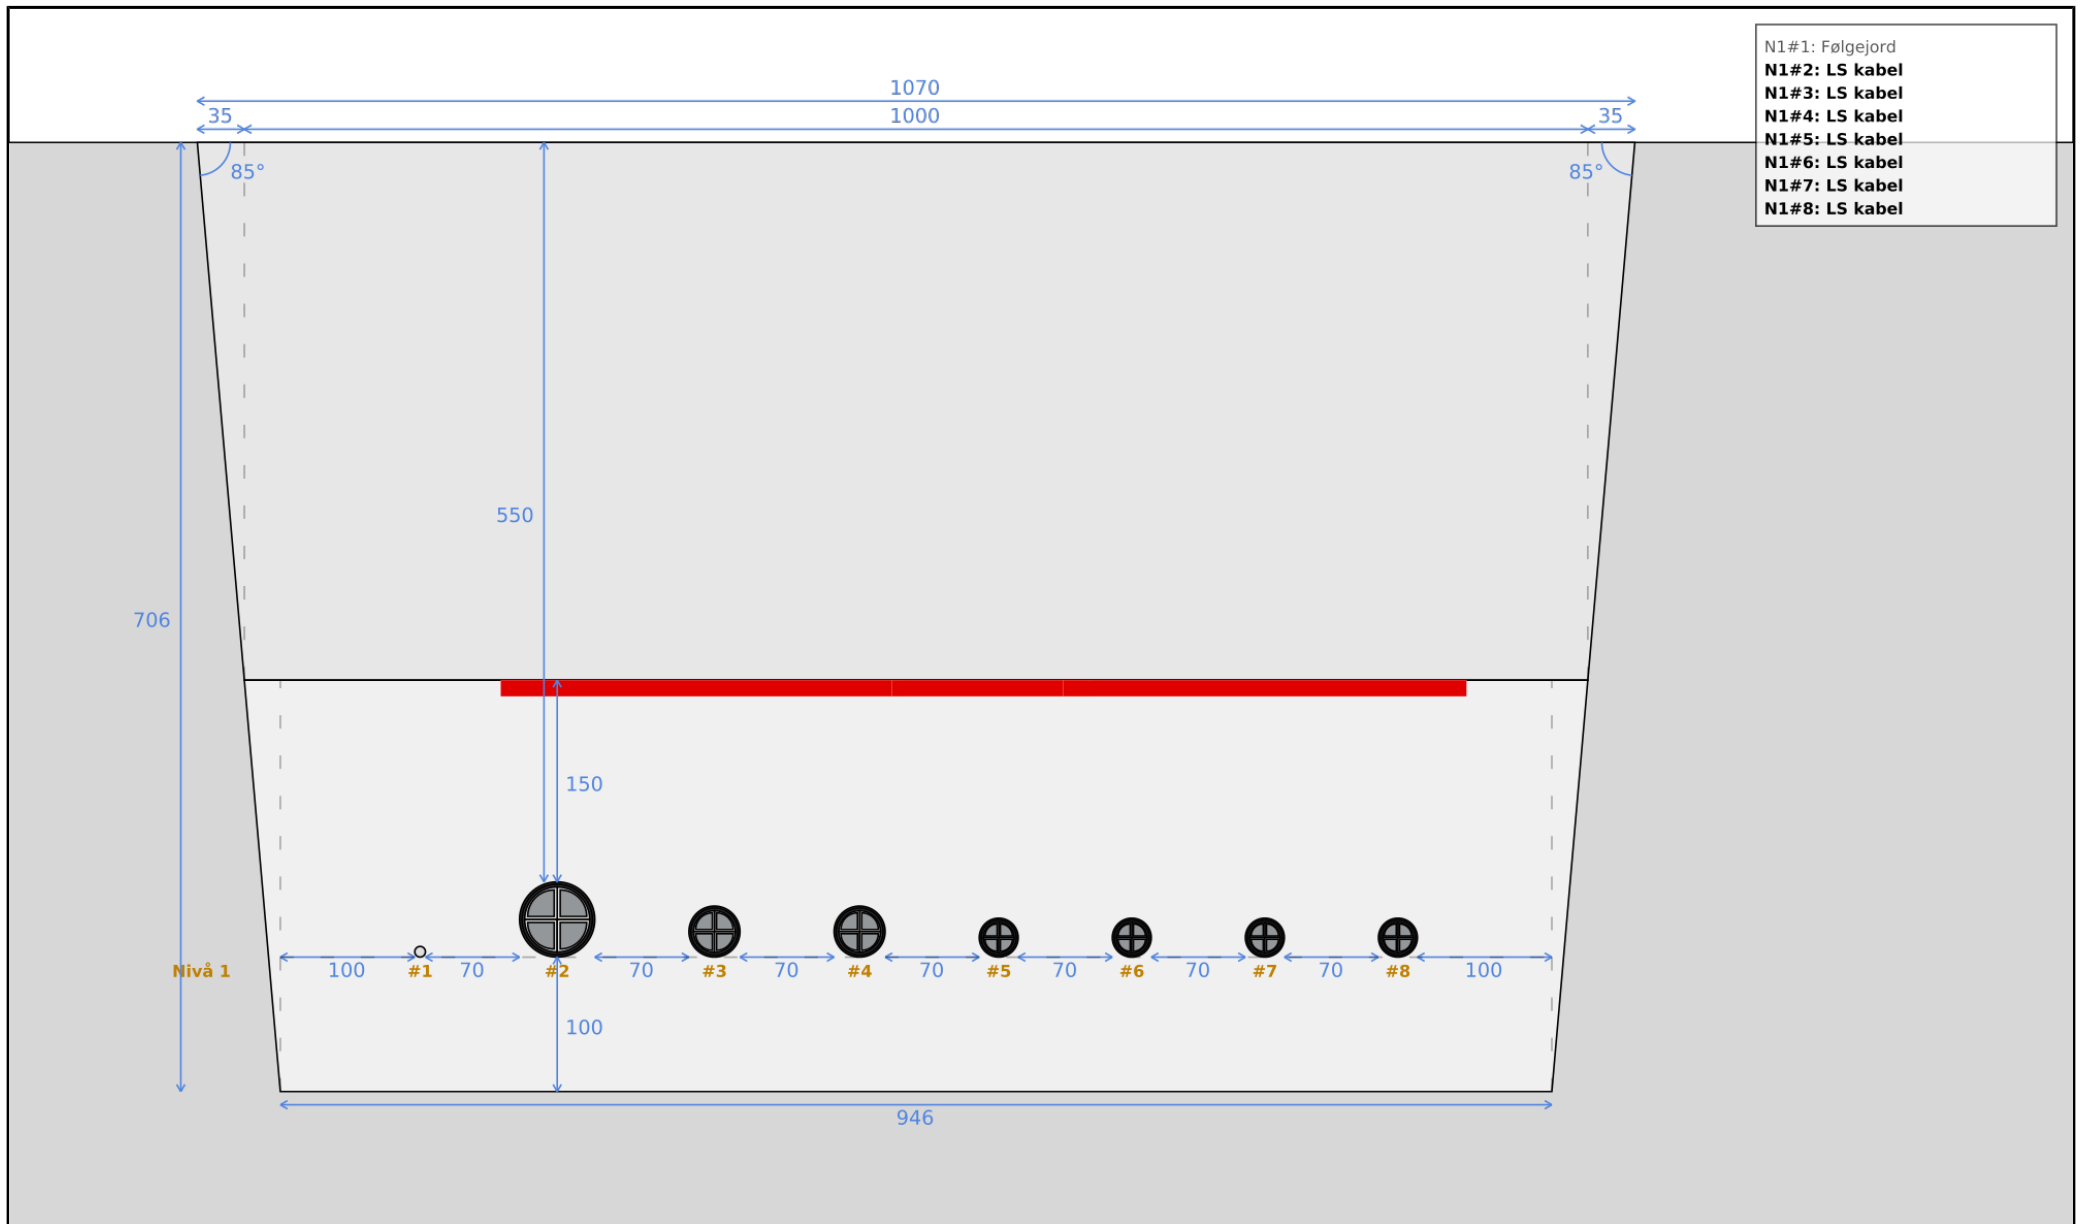 N1#1: Følgejord
N1#2: LS kabel
N1#3: LS kabel
N1#4: LS kabel
N1#5: LS kabel
N1#6: LS kabel
N1#7: LS kabel
N1#8: LS kabel
1070
35 1000 35
85° 85°
550
706
150
Nivå 1 100 #1 70 #2 70 #3 70 #4 70 #5 70 #6 70 #7 70 #8 100
100
946